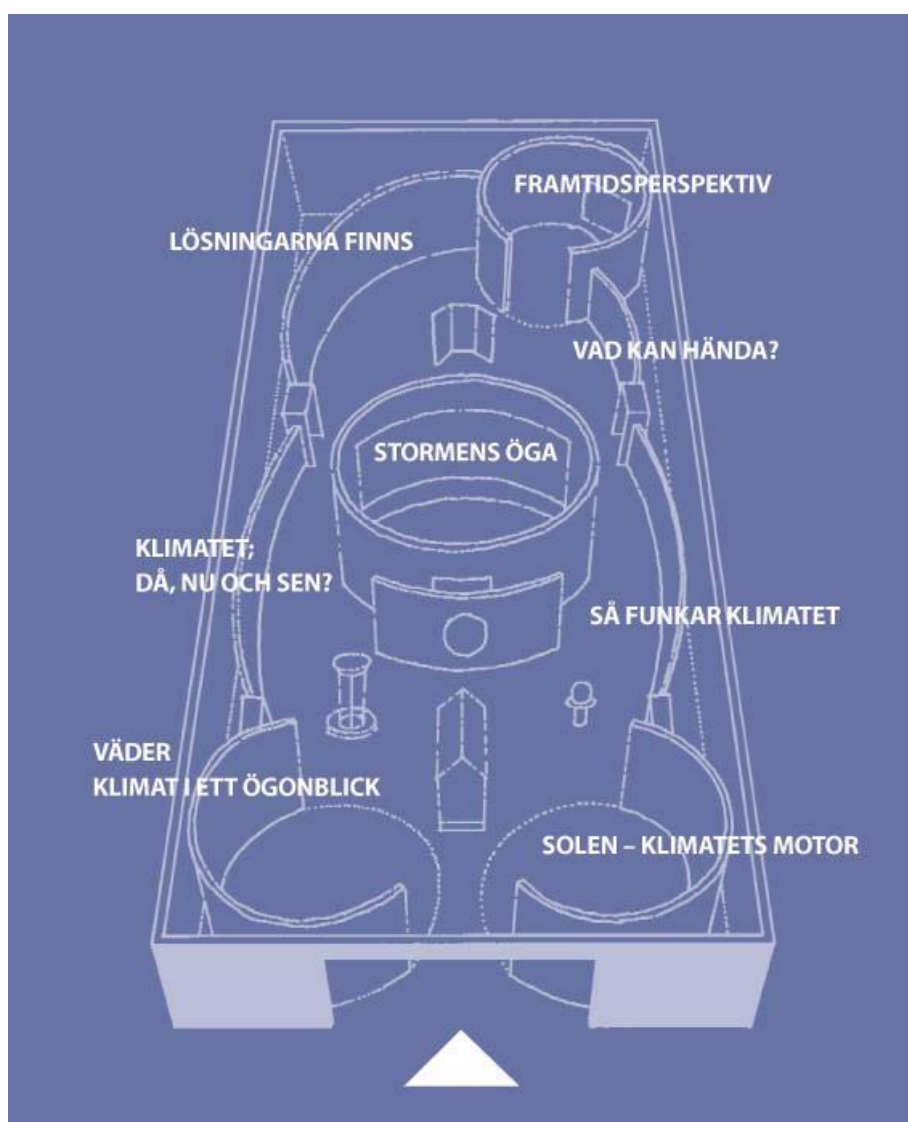 FRAMTIDSPERSPEKTIV
LÖSNINGARNA FINNS
VAD KAN HÄNDA?
STORMENS ÖGA
KLIMATET;
DÅ, NU OCH SEN?
SÅ FUNKAR KLIMATET
VÄDER
KLIMAT I ETT ÖGONBLICK
SOLEN – KLIMATETS MOTOR